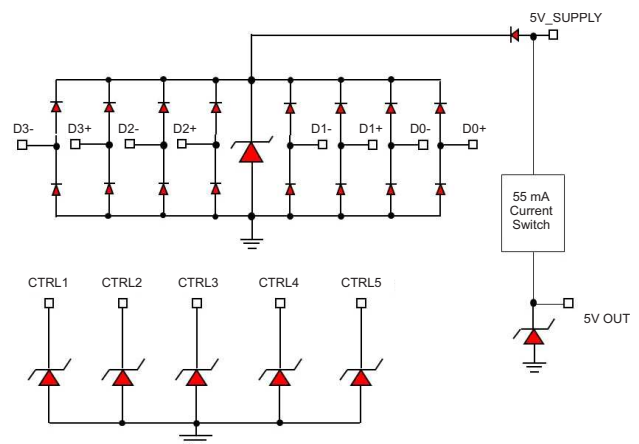 5V_SUPPLY
D3- D3+ D2- D2+ D1- D1+ D0- D0+
55 mA
Current
Switch
CTRL1 CTRL2 CTRL3 CTRL4 CTRL5
5V OUT